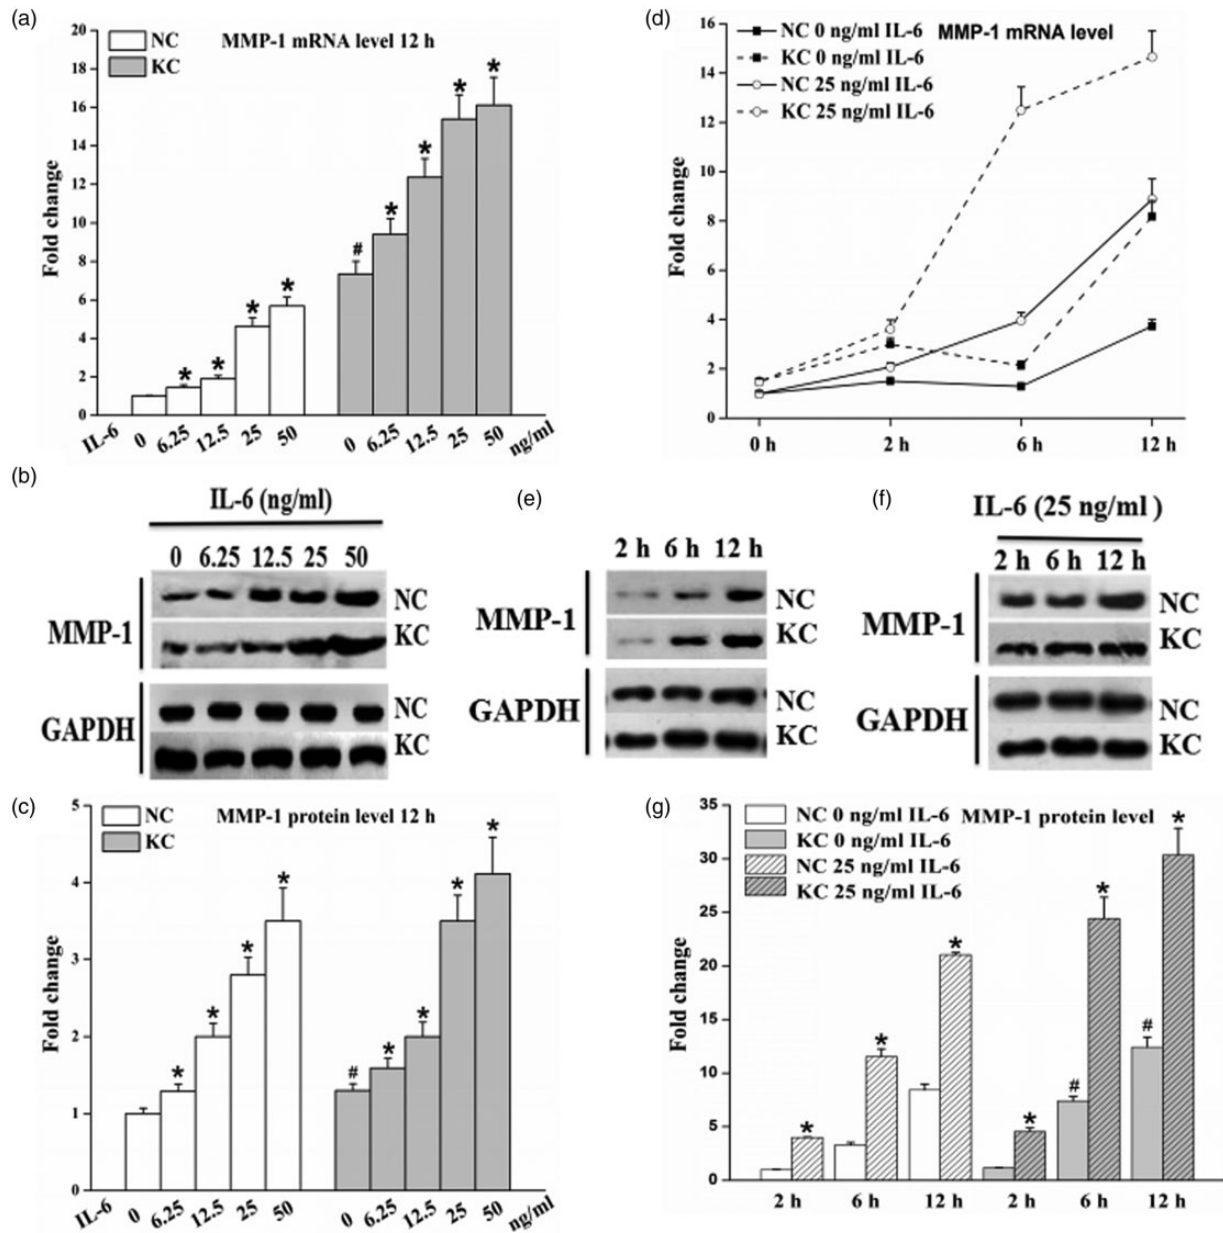 (a)
20
18
16
14
12
10
8
6
4
2
0
Fold change
NC
KC
MMP-1 mRNA level 12 h
* * * *
# * * * *
IL-6 0 6.25 12.5 25 50 0 6.25 12.5 25 50 ng/ml
(d)
16
14
12
10
8
6
4
2
0
Fold change
NC 0 ng/ml IL-6
KC 0 ng/ml IL-6
NC 25 ng/ml IL-6
KC 25 ng/ml IL-6
MMP-1 mRNA level
0 h 2 h 6 h 12 h
(b)
IL-6 (ng/ml)
0 6.25 12.5 25 50
MMP-1
NC
KC
GAPDH
NC
KC
(e)
2 h 6 h 12 h
MMP-1
NC
KC
GAPDH
NC
KC
(f)
IL-6 (25 ng/ml )
2 h 6 h 12 h
MMP-1
NC
KC
GAPDH
NC
KC
(c)
5
4
3
2
1
0
Fold change
NC
KC
MMP-1 protein level 12 h
* * * *
# * * * *
IL-6 0 6.25 12.5 25 50 0 6.25 12.5 25 50 ng/ml
(g)
35
30
25
20
15
10
5
0
Fold change
NC 0 ng/ml IL-6
KC 0 ng/ml IL-6
NC 25 ng/ml IL-6
KC 25 ng/ml IL-6
MMP-1 protein level
* * * * # * # *
2 h 6 h 12 h 2 h 6 h 12 h